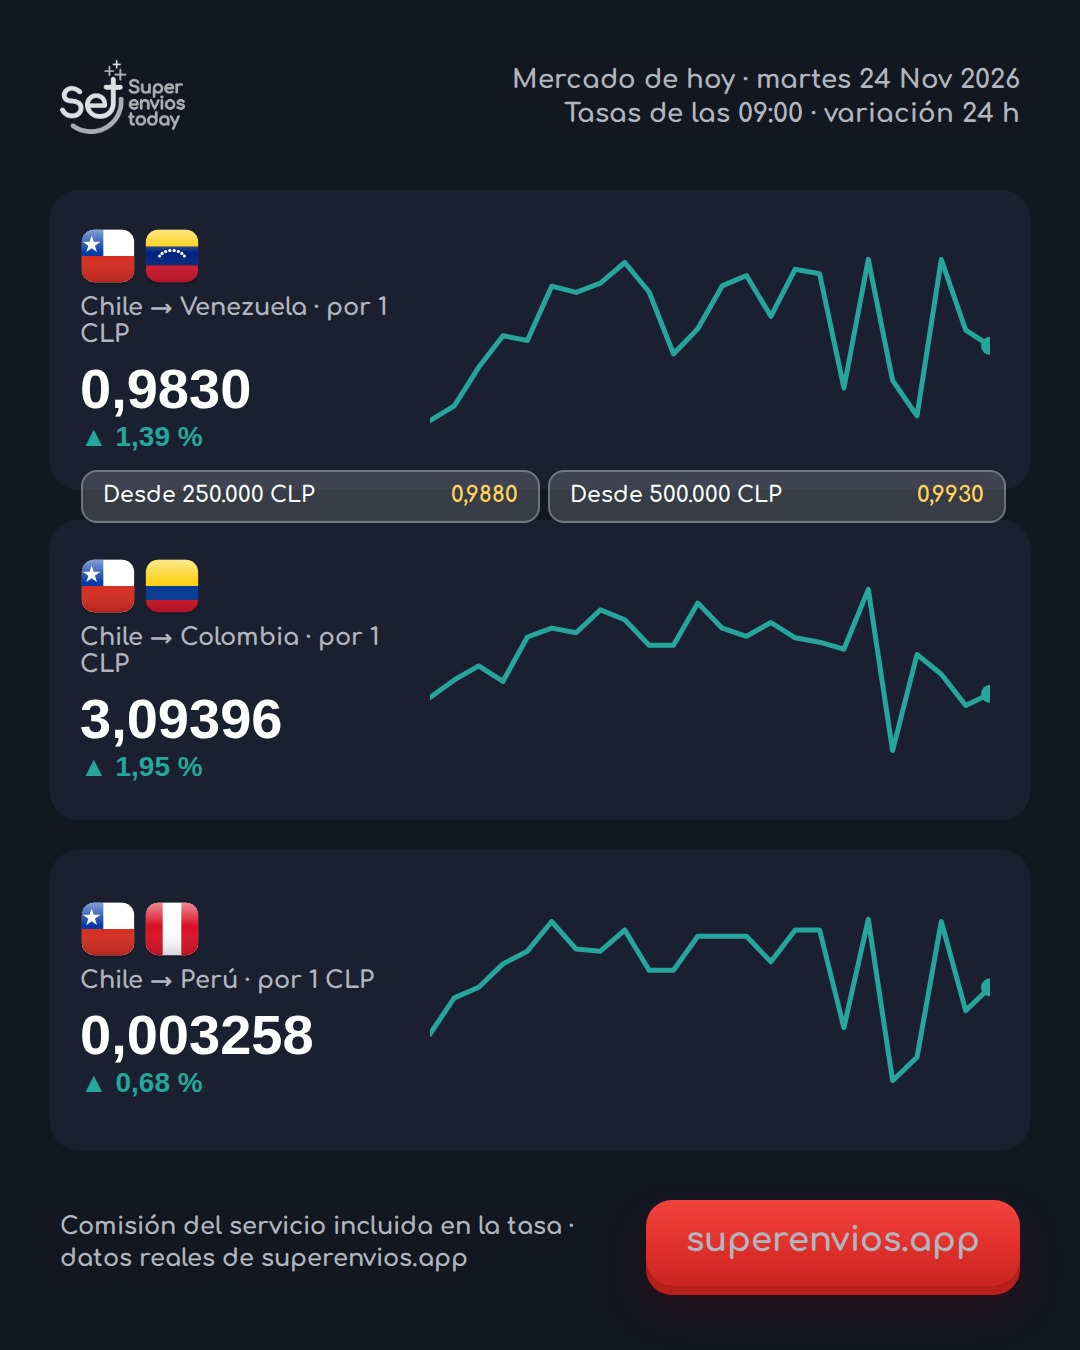 Set Super
envios
today
Mercado de hoy · martes 24 Nov 2026
Tasas de las 09:00 · variación 24 h
Chile → Venezuela · por 1
CLP
0,9830
▲ 1,39 %
Desde 250.000 CLP 0,9880
Desde 500.000 CLP 0,9930
Chile → Colombia · por 1
CLP
3,09396
▲ 1,95 %
Chile → Perú · por 1 CLP
0,003258
▲ 0,68 %
Comisión del servicio incluida en la tasa ·
datos reales de superenvios.app
superenvios.app